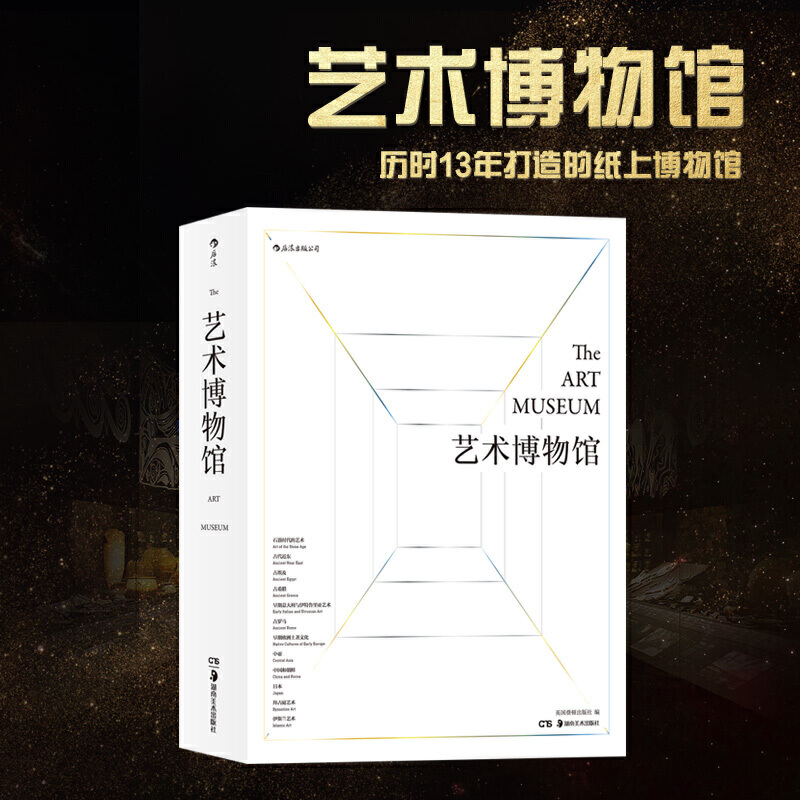 艺术博物馆
历时13年打造的纸上博物馆
后浪
The
艺术博物馆
ART
MUSEUM
CTS
湖南美术出版社
后浪出版公司
The
ART
MUSEUM
艺术博物馆
石器时代的艺术
Art of the Stone Age
古代近东
Ancient Near East
古埃及
Ancient Egypt
古希腊
Ancient Greece
早期意大利与伊特鲁里亚艺术
Early Italian and Etruscan Art
古罗马
Ancient Rome
早期欧洲土著文化
Native Cultures of Early Europe
中亚
Central Asia
中国和朝鲜
China and Korea
日本
Japan
拜占庭艺术
Byzantine Art
伊斯兰艺术
Islamic Art
英国费顿出版社 编
CTS 湖南美术出版社